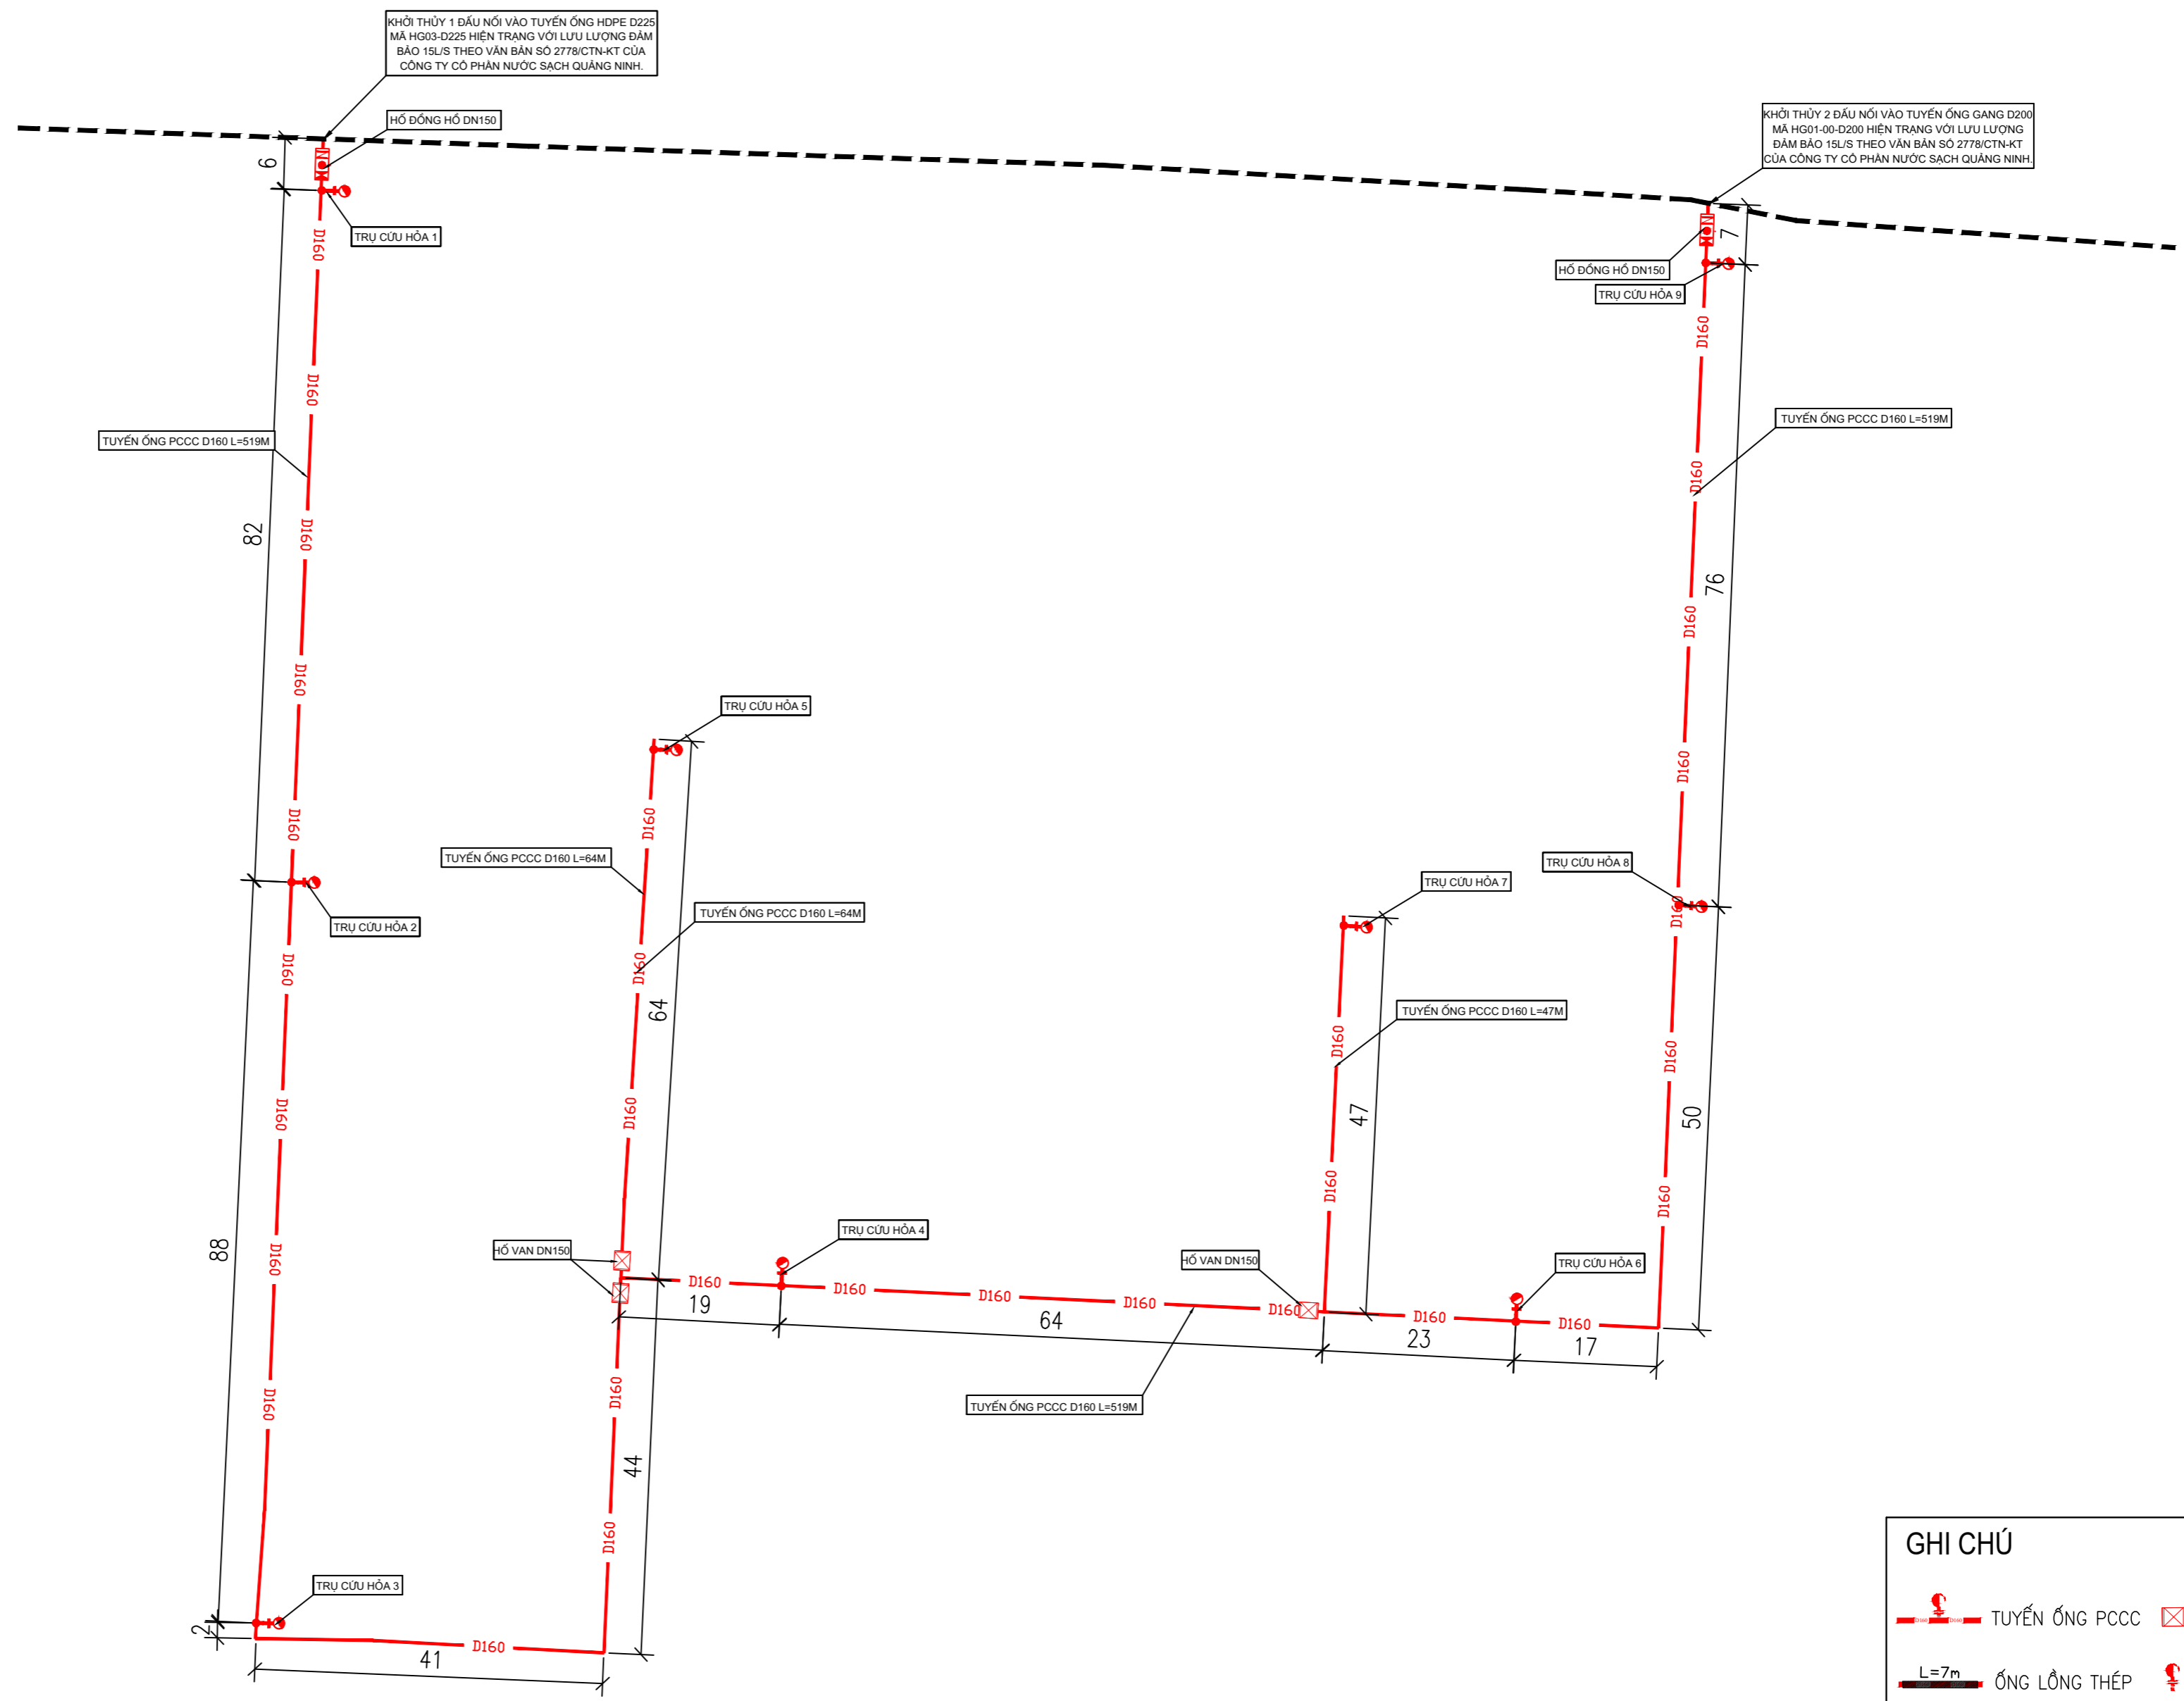 KHỞI THỦY 1 ĐẤU NỐI VÀO TUYẾN ỐNG HDPE D225
MÃ HG03-D225 HIỆN TRẠNG VỚI LƯU LƯỢNG ĐẢM
BẢO 15L/S THEO VĂN BẢN SỐ 2778/CTN-KT CỦA
CÔNG TY CỔ PHẦN NƯỚC SẠCH QUẢNG NINH.
HỐ ĐỒNG HỒ DN150
KHỞI THỦY 2 ĐẤU NỐI VÀO TUYẾN ỐNG GANG D200
MÃ HG01-00-D200 HIỆN TRẠNG VỚI LƯU LƯỢNG
ĐẢM BẢO 15L/S THEO VĂN BẢN SỐ 2778/CTN-KT
CỦA CÔNG TY CỔ PHẦN NƯỚC SẠCH QUẢNG NINH.
6
TRỤ CỨU HỎA 1
7
HỐ ĐỒNG HỒ DN150
TRỤ CỨU HỎA 9
D160
D160
D160
D160
D160
D160
D160
D160
D160
D160
TUYẾN ỐNG PCCC D160 L=519M
82
88
2
TRỤ CỨU HỎA 2
TRỤ CỨU HỎA 3
41
D160
TRỤ CỨU HỎA 5
TUYẾN ỐNG PCCC D160 L=64M
TUYẾN ỐNG PCCC D160 L=64M
D160
D160
D160
64
HỐ VAN DN150
D160
D160
44
D160
19
TRỤ CỨU HỎA 4
D160
D160
D160
D160
64
TUYẾN ỐNG PCCC D160 L=519M
HỐ VAN DN150
TRỤ CỨU HỎA 7
TUYẾN ỐNG PCCC D160 L=47M
D160
D160
47
D160
23
TRỤ CỨU HỎA 6
D160
17
TUYẾN ỐNG PCCC D160 L=519M
D160
D160
D160
D160
76
TRỤ CỨU HỎA 8
D160
D160
D160
50
GHI CHÚ
D160 D160 TUYẾN ỐNG PCCC
L=7m ỐNG LỒNG THÉP